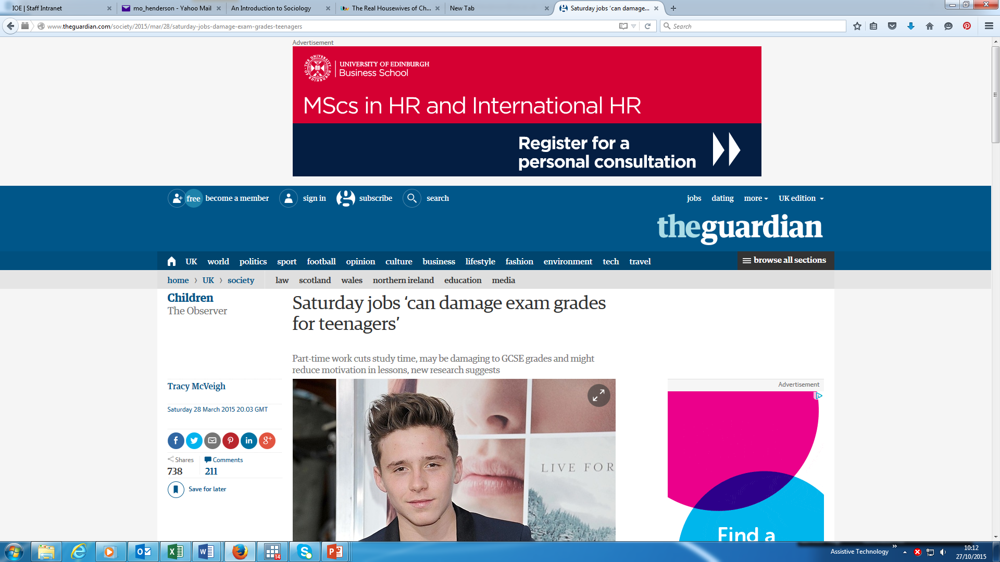 IOE | Staff Intranet
mo_henderson - Yahoo Mail
An Introduction to Sociology
The Real Housewives of Ch...
New Tab
Saturday jobs ‘can damage...
www.theguardian.com/society/2015/mar/28/saturday-jobs-damage-exam-grades-teenagers
Search
Advertisement
THE UNIVERSITY OF EDINBURGH
UNIVERSITY OF EDINBURGH
Business School
MScs in HR and International HR
Register for a
personal consultation
free become a member
sign in
subscribe
search
jobs
dating
more
UK edition
theguardian
UK
world
politics
sport
football
opinion
culture
business
lifestyle
fashion
environment
tech
travel
browse all sections
home › UK › society
law
scotland
wales
northern ireland
education
media
Children
The Observer
Saturday jobs ‘can damage exam grades
for teenagers’
Part-time work cuts study time, may be damaging to GCSE grades and might
reduce motivation in lessons, new research suggests
Tracy McVeigh
Saturday 28 March 2015 20.03 GMT
Shares
738
Comments
211
Save for later
LIVE FOR
Advertisement
Find a
14
Assistive Technology
10:12
27/10/2015